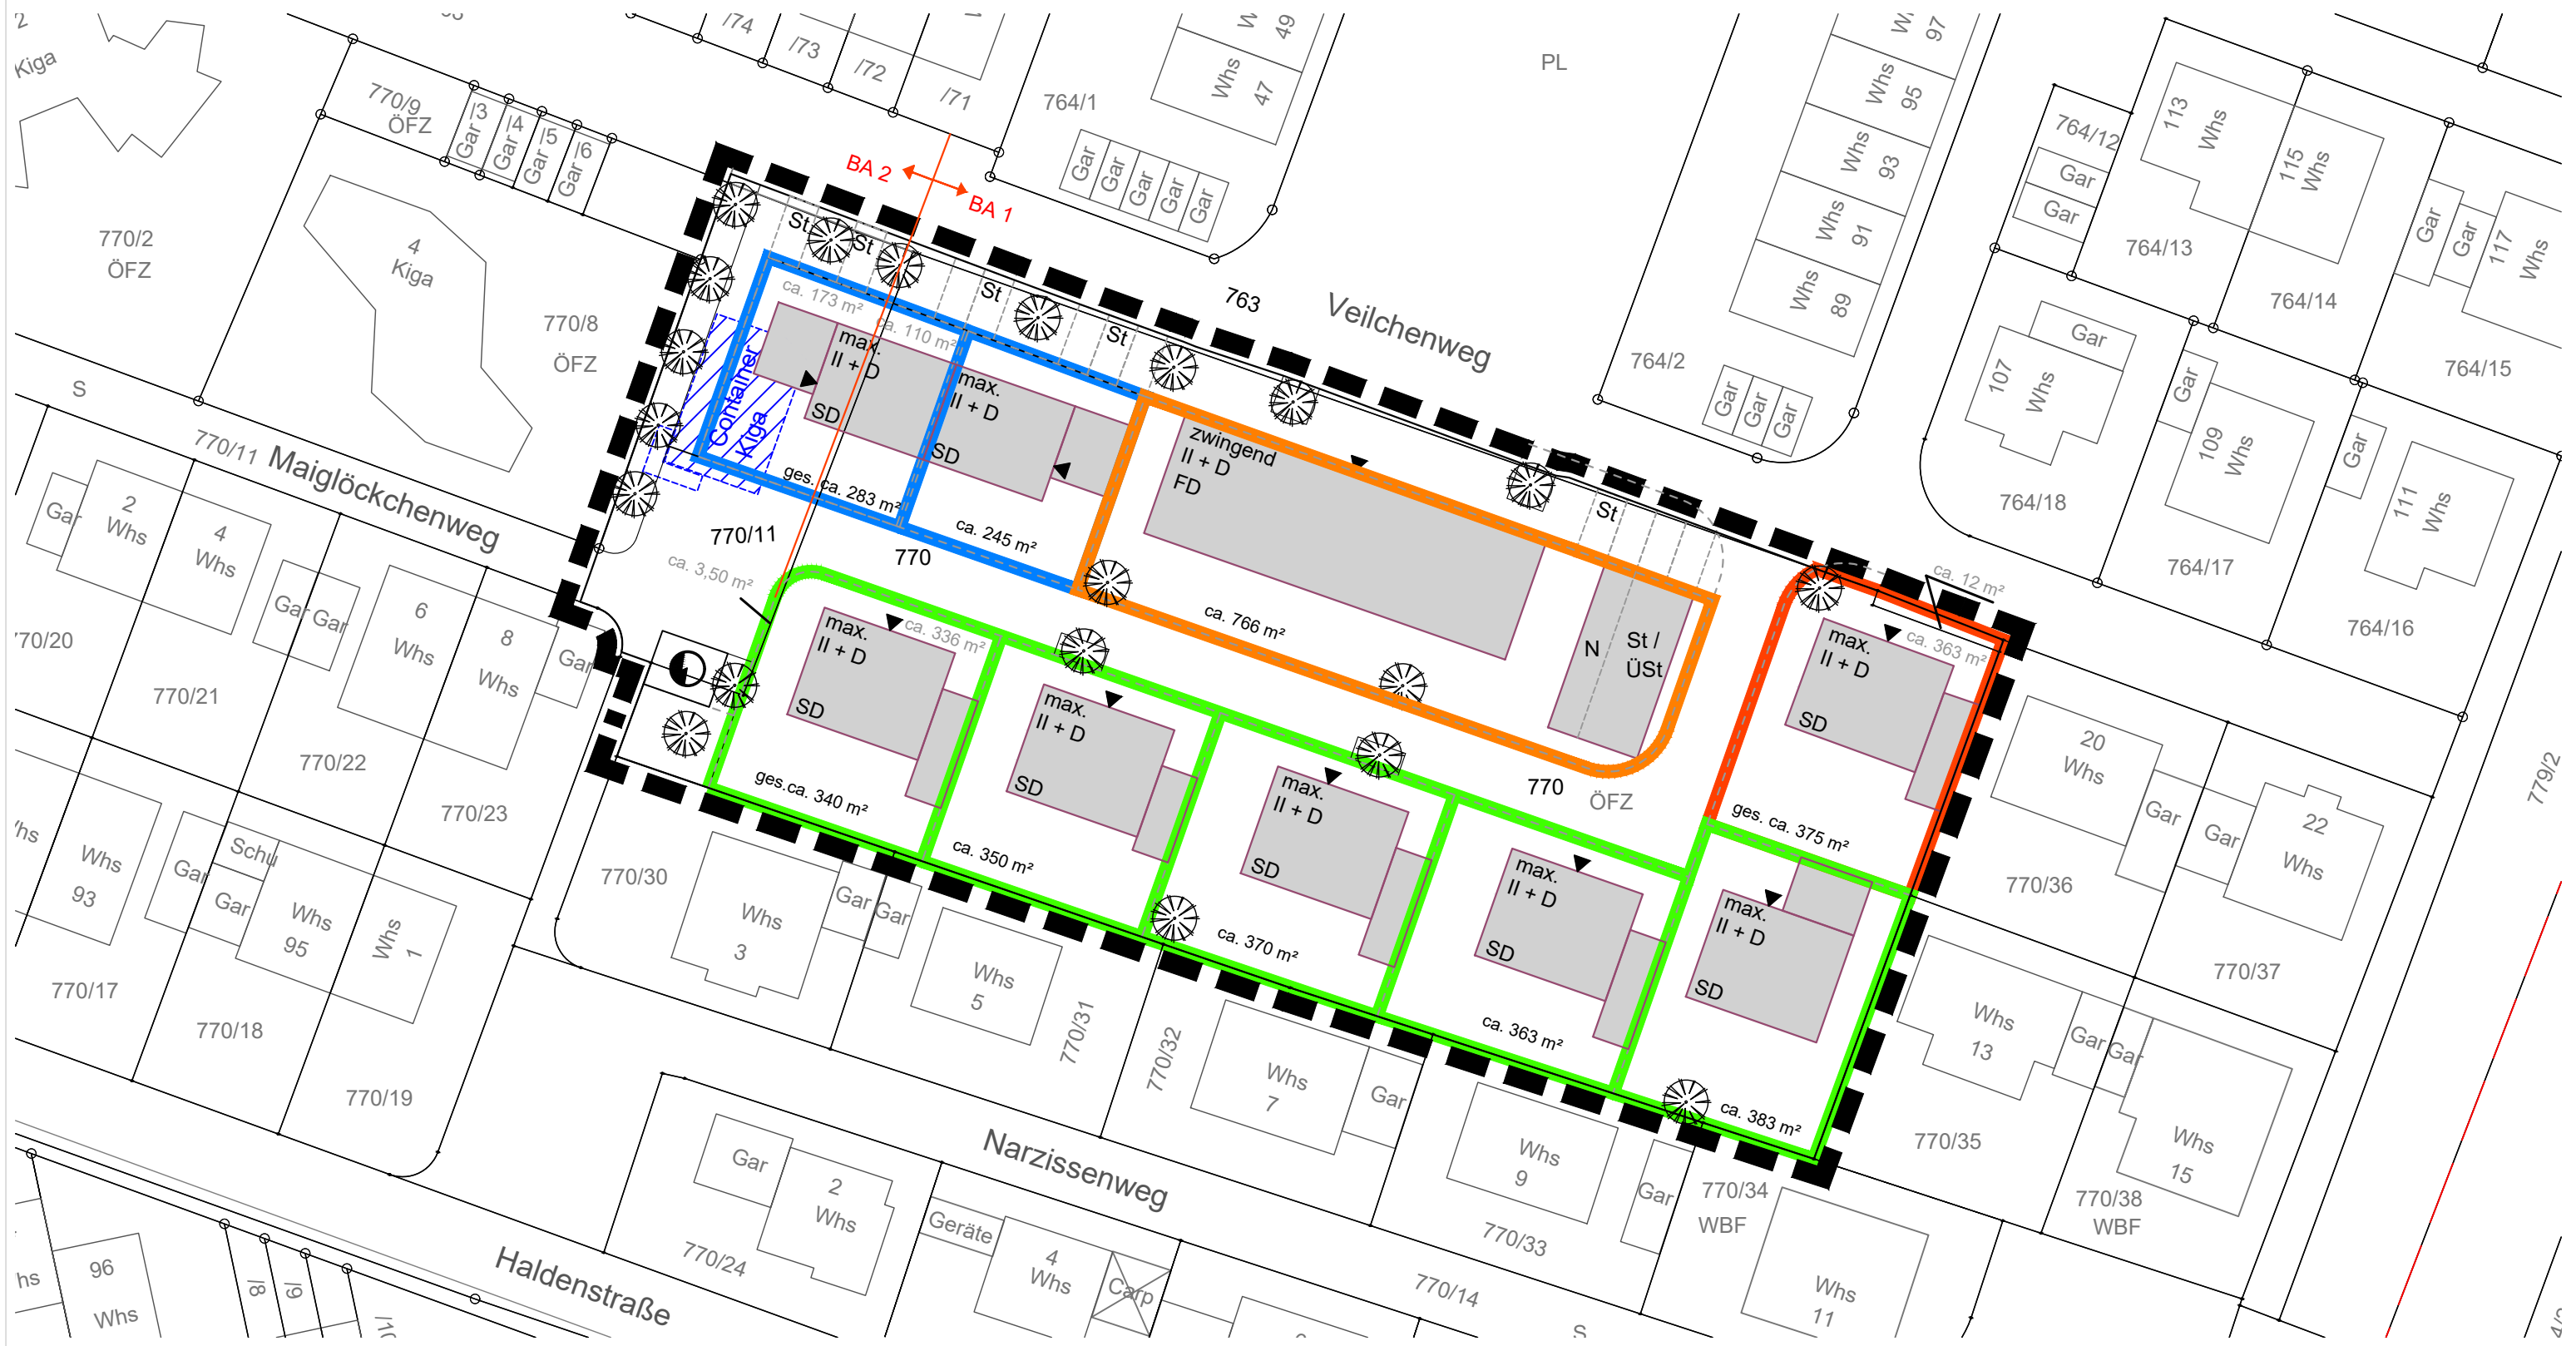 Kiga
770/9
ÖFZ
/3
Gar
/4
Gar
/5
Gar
/6
Gar
/74
/73
/72
/71
764/1
Whs
47
49
Gar
Gar
Gar
Gar
Gar
PL
97
Whs
95
Whs
93
Whs
91
Whs
89
764/2
Gar
Gar
Gar
764/12
Gar
Gar
113
Whs
115
Whs
764/13
764/14
Gar
Gar
117
Whs
764/15
107
Whs
Gar
Gar
109
Whs
Gar
111
Whs
764/18
764/17
764/16
770/2
ÖFZ
4
Kiga
770/8
ÖFZ
S
770/11
Maiglöckchenweg
BA 2
BA 1
St
St
St
St
763
Veilchenweg
ca. 173 m²
ca. 110 m²
max.
II + D
SD
max.
II + D
SD
Container
Kiga
ges. ca. 283 m²
ca. 245 m²
zwingend
II + D
FD
ca. 766 m²
St
N
St /
ÜSt
770/11
770
ca. 3,50 m²
ca. 12 m²
max.
II + D
ca. 363 m²
SD
ges. ca. 375 m²
max.
II + D
ca. 336 m²
SD
ges.ca. 340 m²
max.
II + D
SD
ca. 350 m²
max.
II + D
SD
ca. 370 m²
770
ÖFZ
max.
II + D
SD
ca. 363 m²
max.
II + D
SD
ca. 383 m²
Gar
2
Whs
4
Whs
Gar
Gar
6
Whs
8
Whs
Gar
770/21
770/22
770/23
Whs
93
Gar
Schu
Gar
Whs
95
Whs
1
770/17
770/18
770/19
770/30
Whs
3
Gar
Gar
Whs
5
770/31
770/32
Whs
7
Gar
Whs
9
Gar
770/33
770/34
WBF
Whs
11
770/14
S
20
Whs
Gar
Gar
22
Whs
770/36
770/37
Whs
13
Gar
Gar
Whs
15
770/35
770/38
WBF
779/2
Narzissenweg
Haldenstraße
Gar
2
Whs
770/24
Geräte
4
Whs
Carp
96
Whs
/8
/9